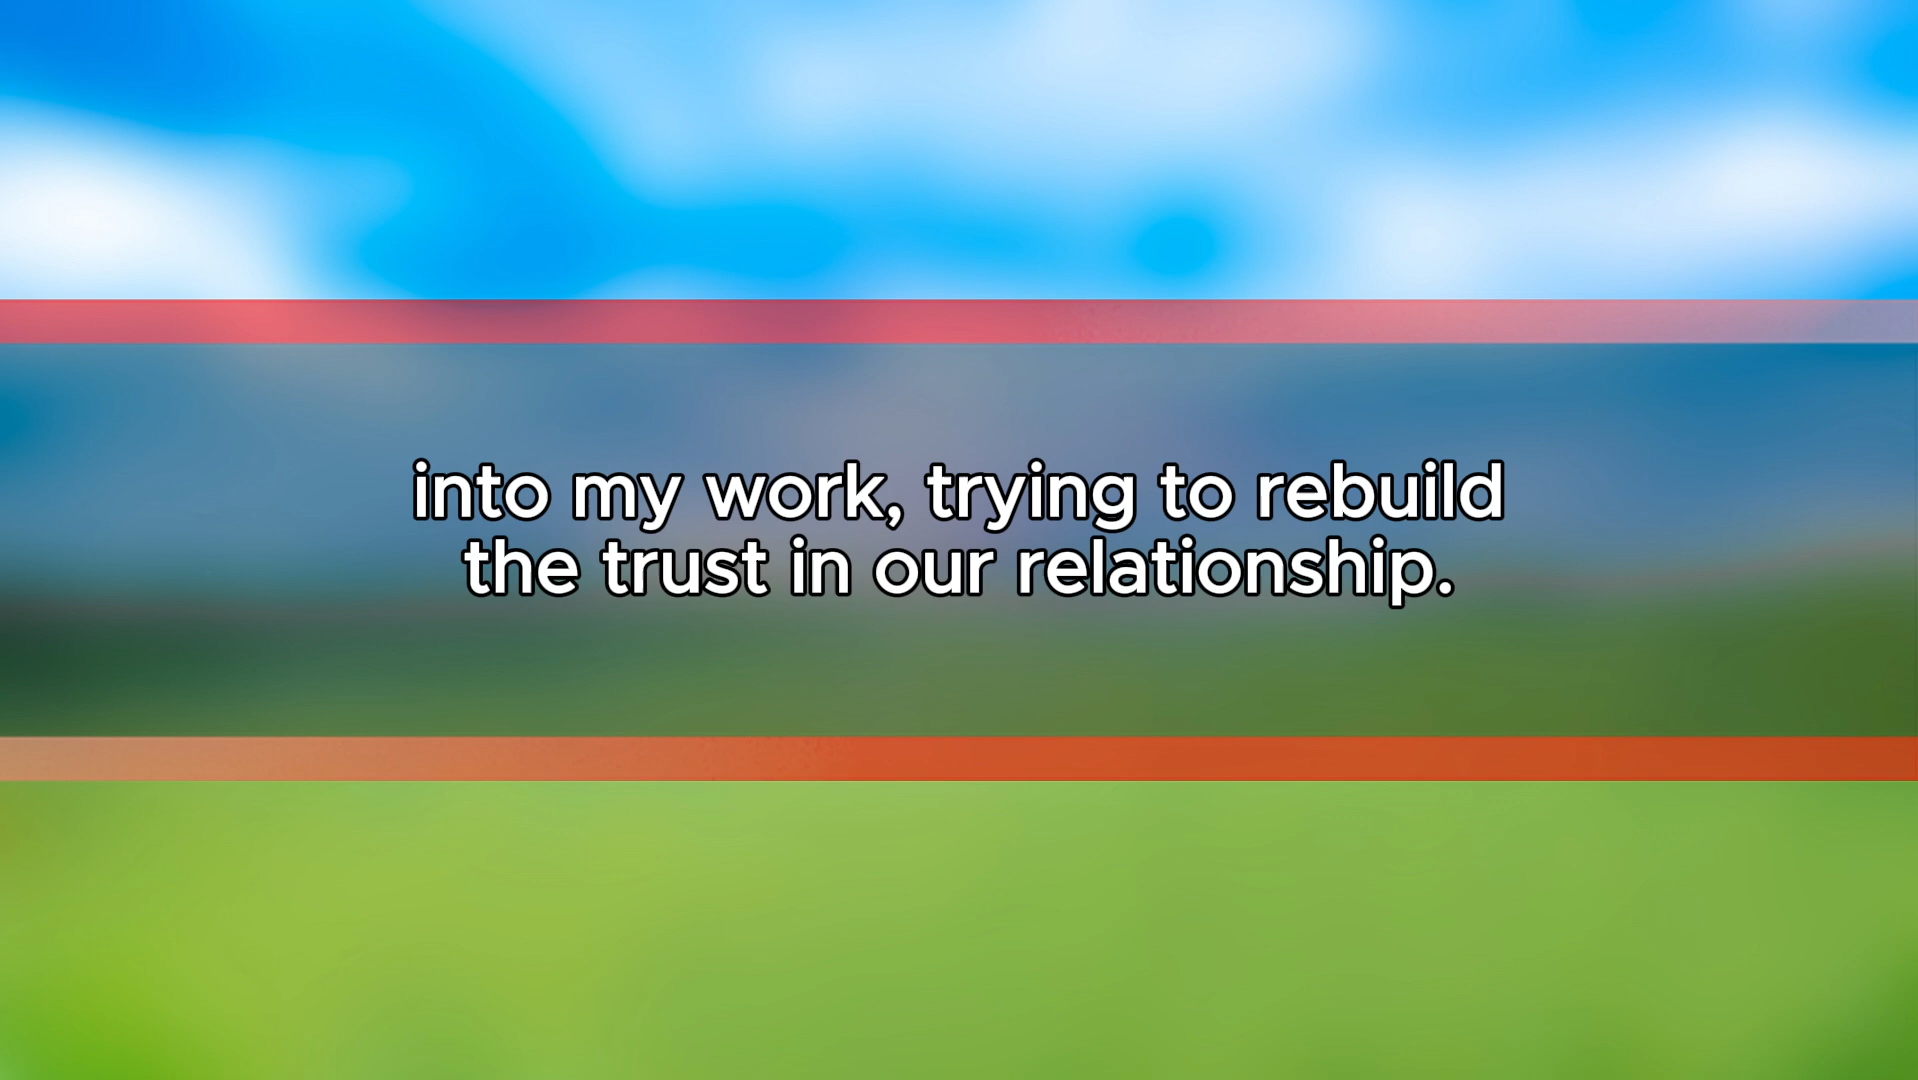 into my work, trying to rebuild
the trust in our relationship.